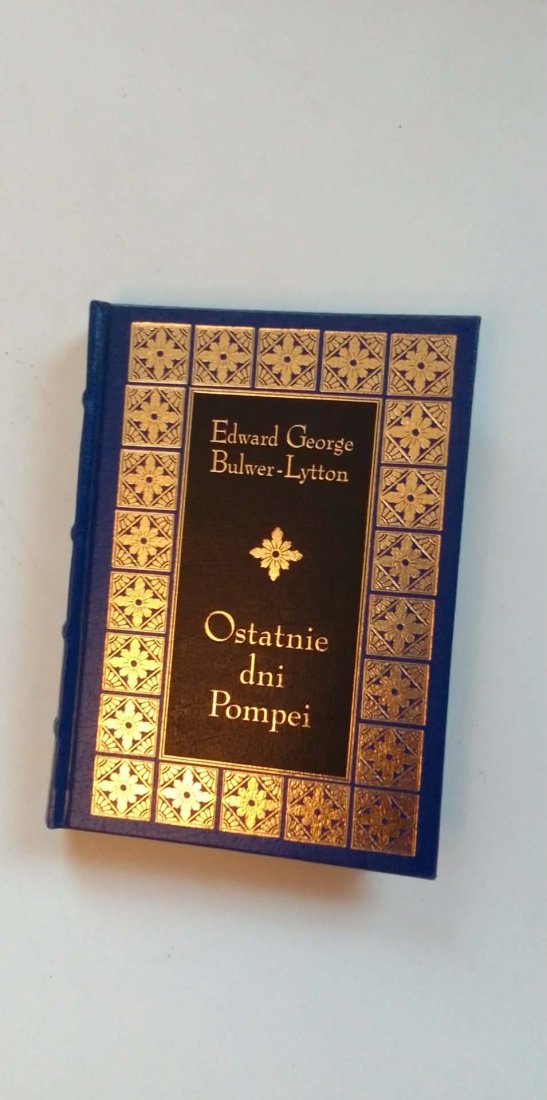 Edward George
Bulwer-Lytton
Ostatnie
dni
Pompei